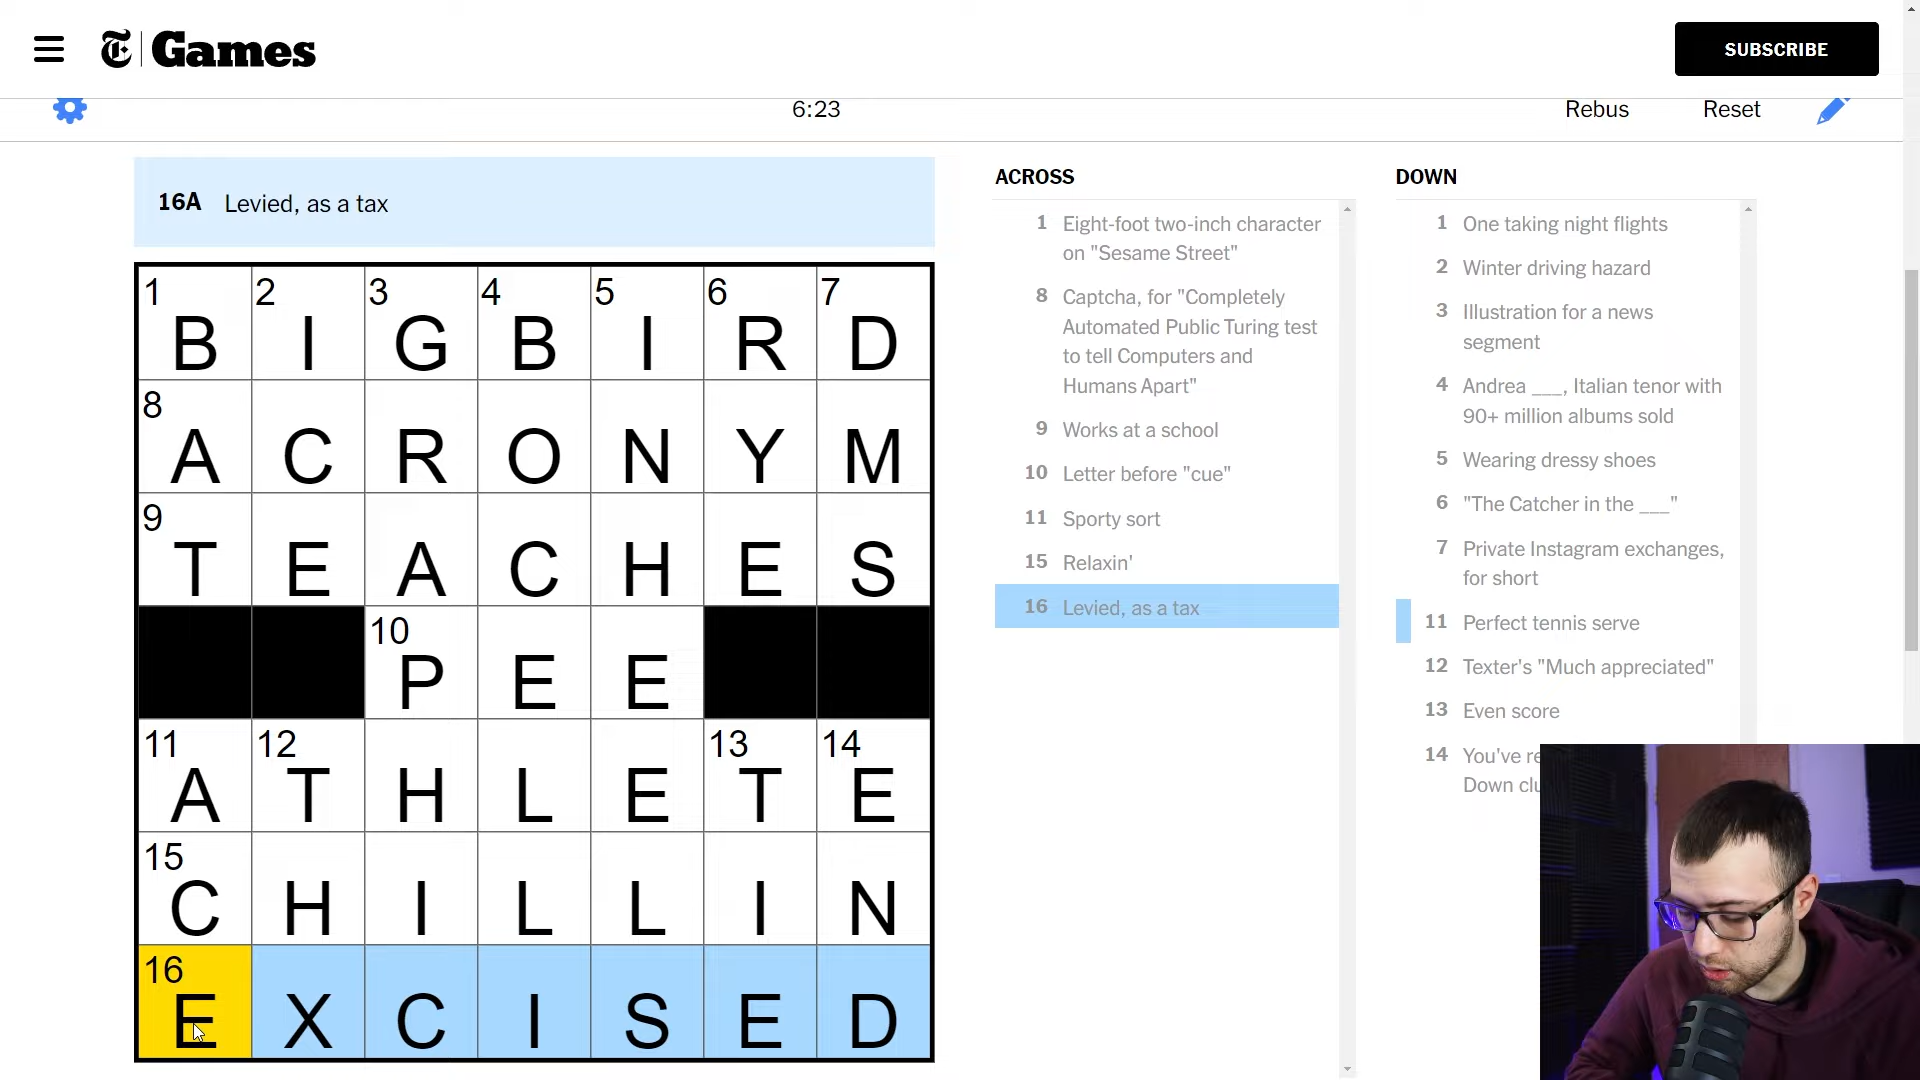 Games
SUBSCRIBE
6:23
Rebus
Reset
16A Levied, as a tax
1 2 3 4 5 6 7
B I G B I R D
8
A C R O N Y M
9
T E A C H E S
10
P E E
11 12 13 14
A T H L E T E
15
C H I L L I N
16
E X C I S E D
ACROSS
1 Eight-foot two-inch character
on "Sesame Street"
8 Captcha, for "Completely
Automated Public Turing test
to tell Computers and
Humans Apart"
9 Works at a school
10 Letter before "cue"
11 Sporty sort
15 Relaxin'
16 Levied, as a tax
DOWN
1 One taking night flights
2 Winter driving hazard
3 Illustration for a news
segment
4 Andrea ___, Italian tenor with
90+ million albums sold
5 Wearing dressy shoes
6 "The Catcher in the ___"
7 Private Instagram exchanges,
for short
11 Perfect tennis serve
12 Texter's "Much appreciated"
13 Even score
14 You've re
Down clu